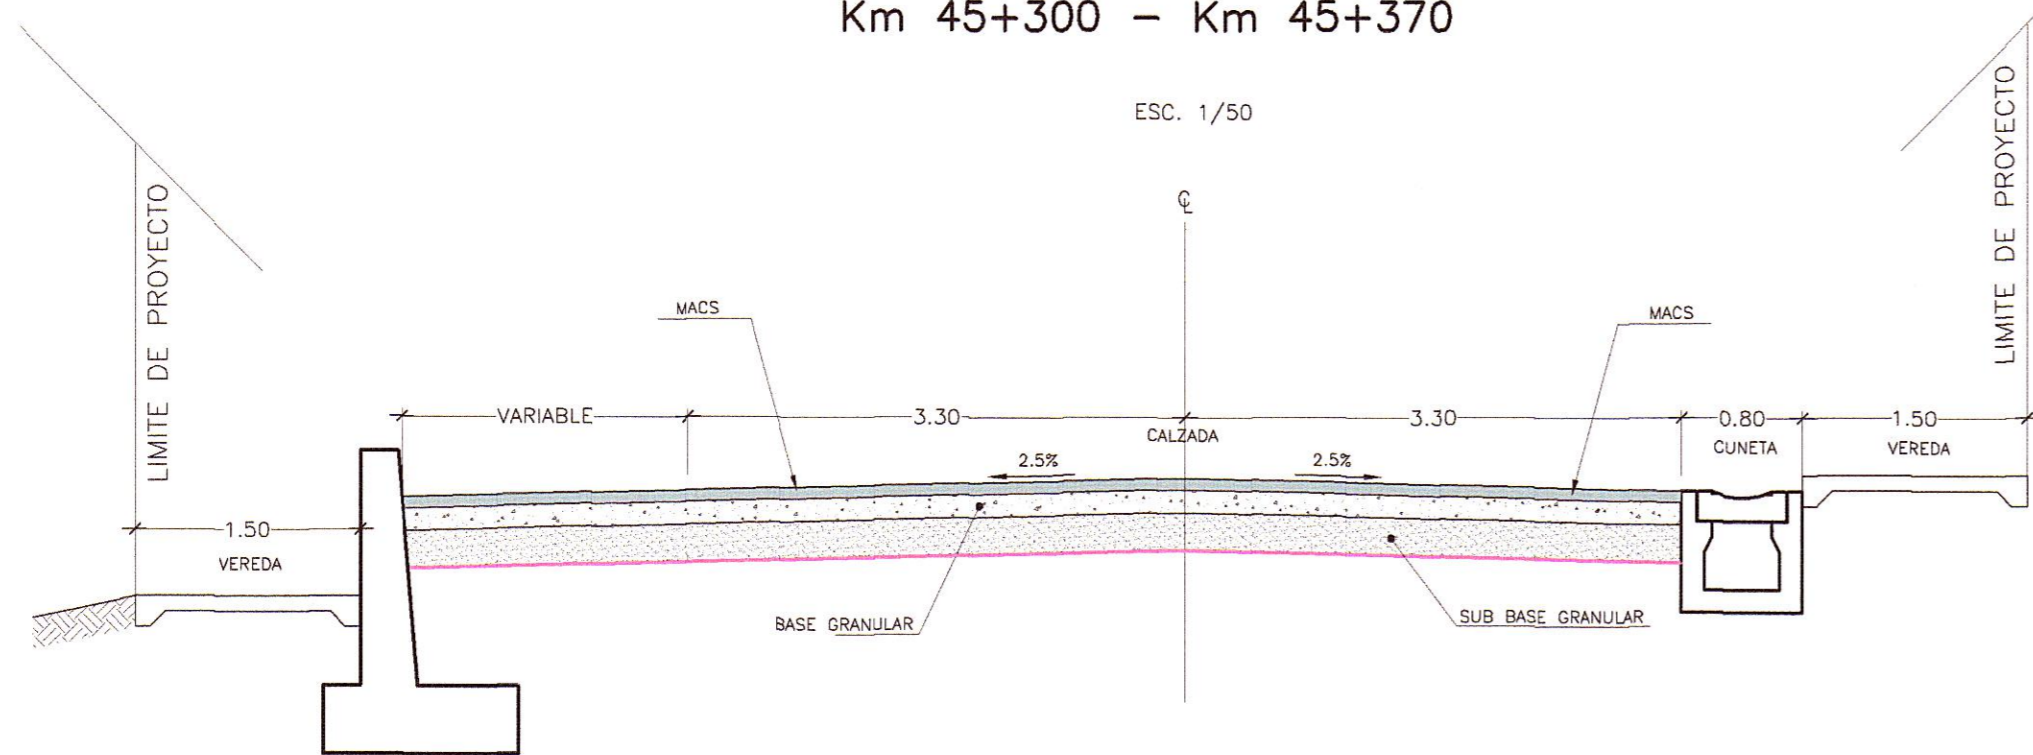 Km 45+300 - Km 45+370
ESC. 1/50
℄
LIMITE DE PROYECTO
LIMITE DE PROYECTO
MACS
MACS
VARIABLE
3.30
3.30
0.80
1.50
CALZADA
CUNETA
VEREDA
2.5%
2.5%
1.50
VEREDA
BASE GRANULAR
SUB BASE GRANULAR